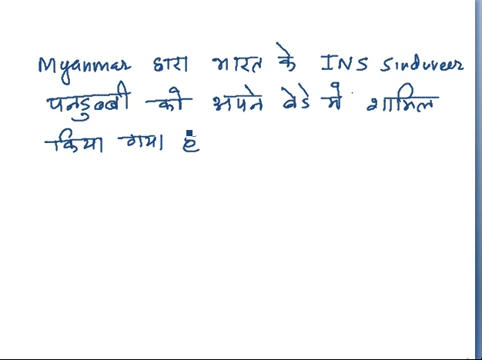 Myanmar द्वारा भारत के INS Sinduveer
पनडुब्बी को अपने बेडे में शामिल
किया गया है